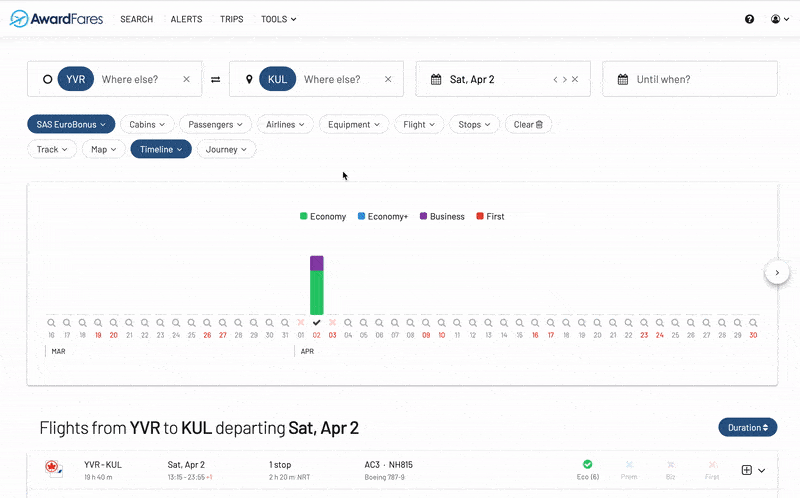 AwardFares SEARCH ALERTS TRIPS TOOLS
YVR Where else? KUL Where else? Sat, Apr 2 Until when?
SAS EuroBonus Cabins Passengers Airlines Equipment Flight Stops Clear
Track Map Timeline Journey
Economy Economy+ Business First
16 17 18 19 20 21 22 23 24 25 26 27 28 29 30 31 01 02 03 04 05 06 07 08 09 10 11 12 13 14 15 16 17 18 19 20 21 22 23 24 25 26 27 28 29 30
MAR APR
Flights from YVR to KUL departing Sat, Apr 2 Duration
YVR - KUL Sat, Apr 2 1 stop AC3 · NH815
19 h 40 m 13:15 - 23:55 +1 2 h 20 m NRT Boeing 787-9 Eco (6) Prem Biz First